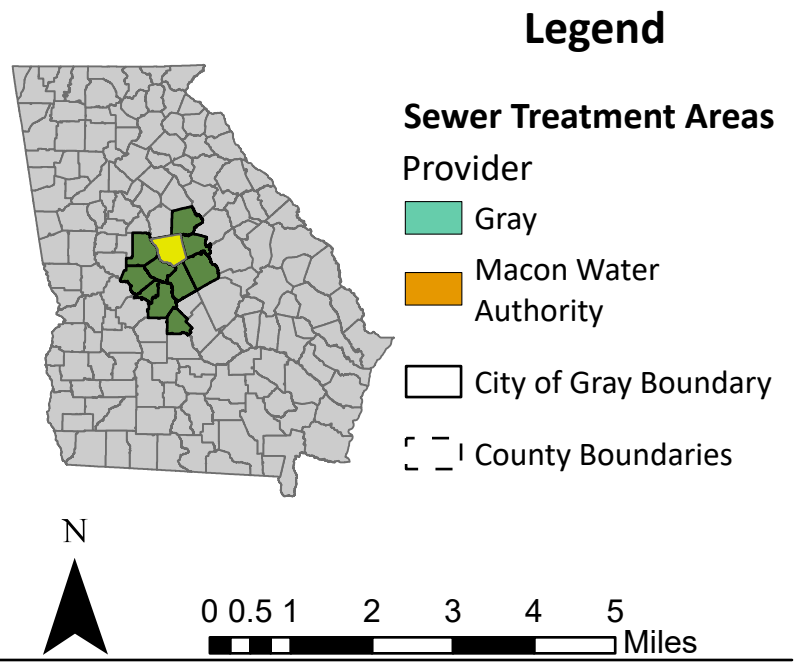 Legend
Sewer Treatment Areas
Provider
Gray
Macon Water
Authority
City of Gray Boundary
County Boundaries
N
0 0.5 1 2 3 4 5
Miles